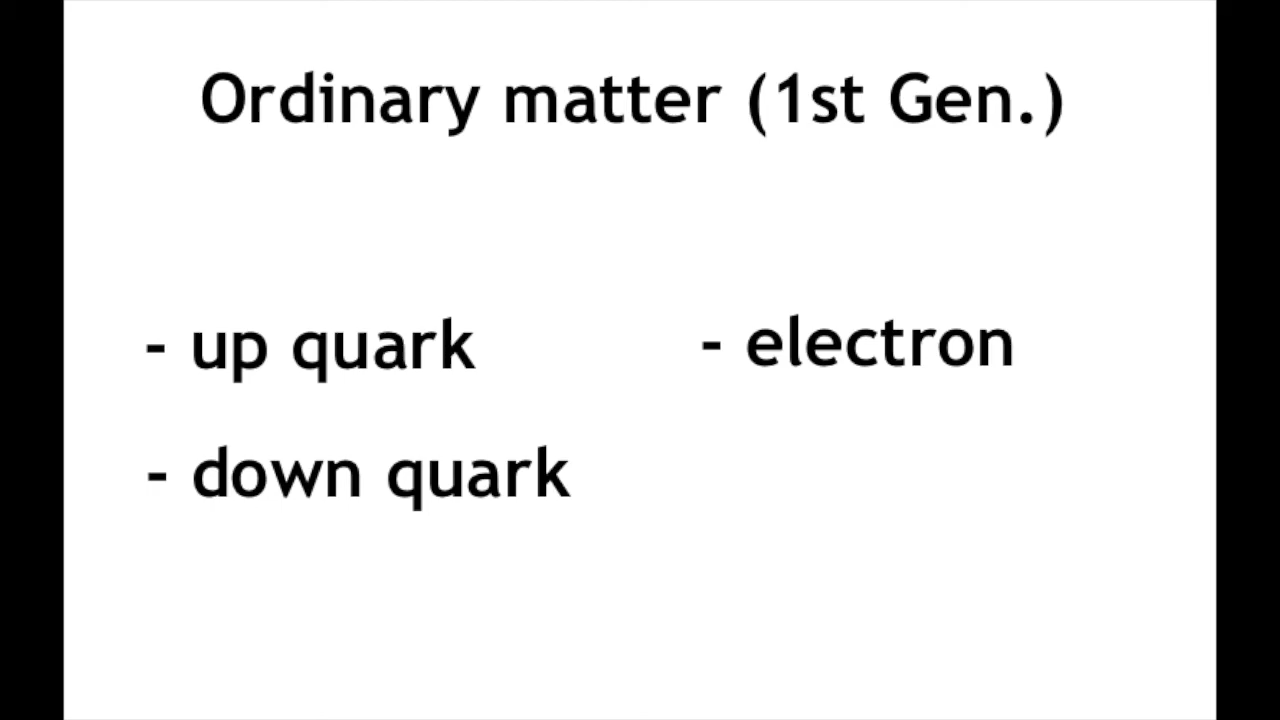 Ordinary matter (1st Gen.)
- up quark
- down quark
- electron